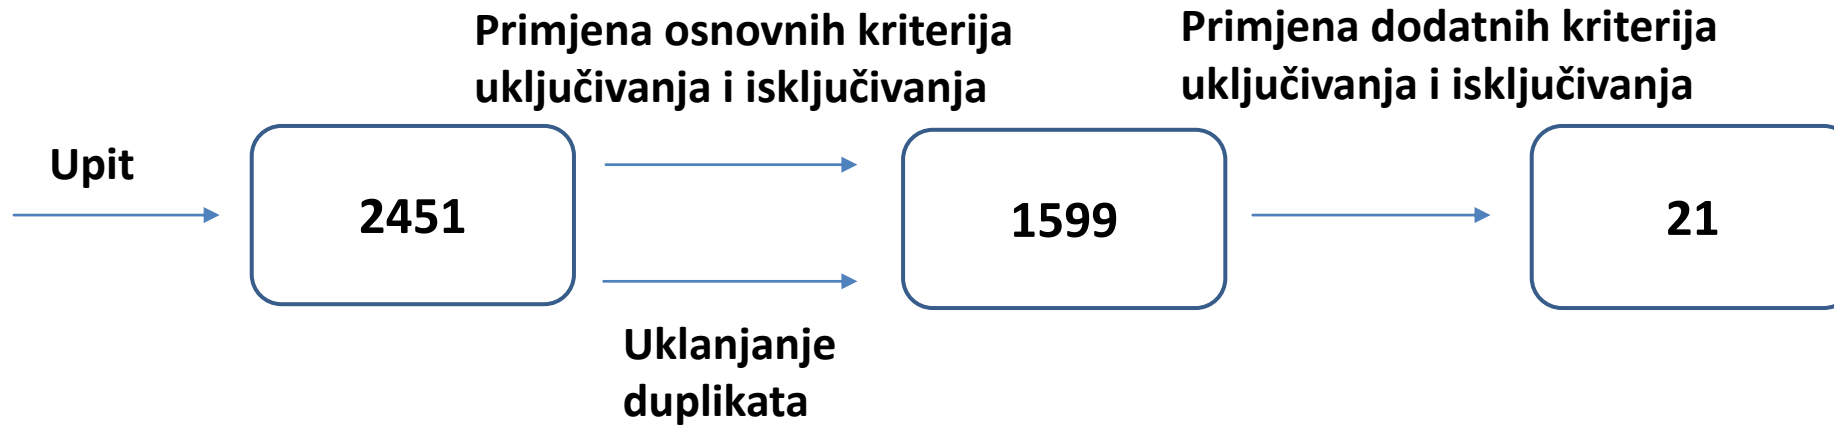 Upit
2451
Primjena osnovnih kriterija
uključivanja i isključivanja
Uklanjanje
duplikata
1599
Primjena dodatnih kriterija
uključivanja i isključivanja
21